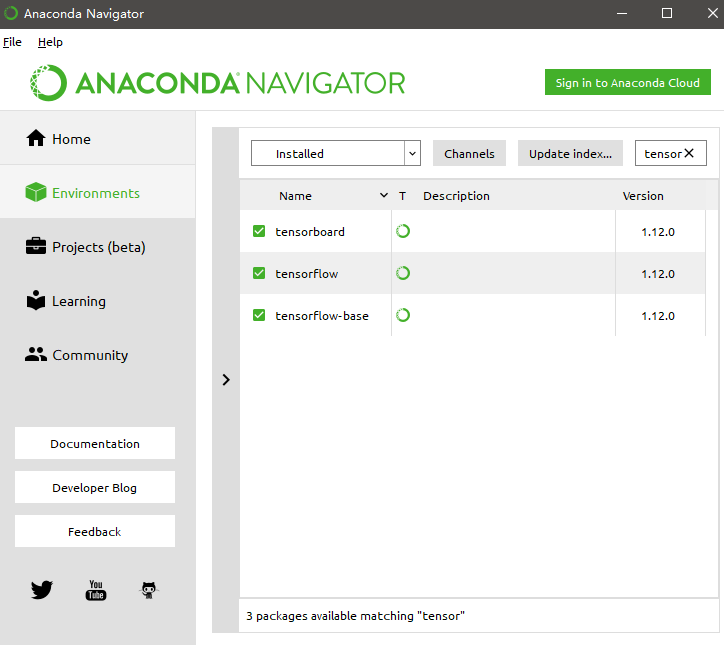 Anaconda Navigator
File Help
ANACONDA NAVIGATOR
Sign in to Anaconda Cloud
Home
Environments
Projects (beta)
Learning
Community
Documentation
Developer Blog
Feedback
You
Tube
Installed
Channels
Update index...
tensor
Name T Description Version
tensorboard 1.12.0
tensorflow 1.12.0
tensorflow-base 1.12.0
3 packages available matching "tensor"